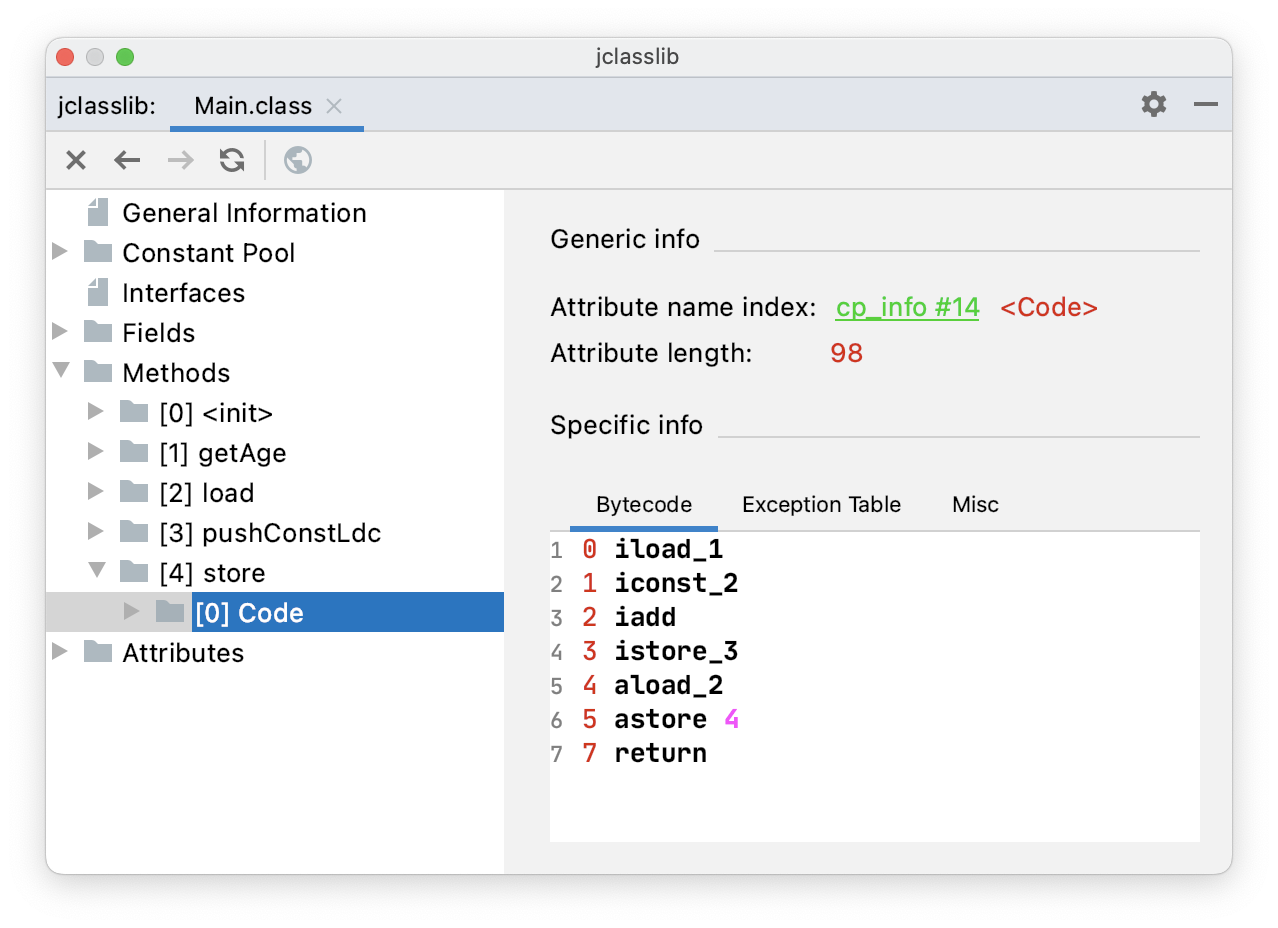 jclasslib
jclasslib: Main.class
General Information
Constant Pool
Interfaces
Fields
Methods
[0] <init>
[1] getAge
[2] load
[3] pushConstLdc
[4] store
[0] Code
Attributes
Generic info
Attribute name index: cp_info #14 <Code>
Attribute length: 98
Specific info
Bytecode Exception Table Misc
1 0 iload_1
2 1 iconst_2
3 2 iadd
4 3 istore_3
5 4 aload_2
6 5 astore 4
7 7 return